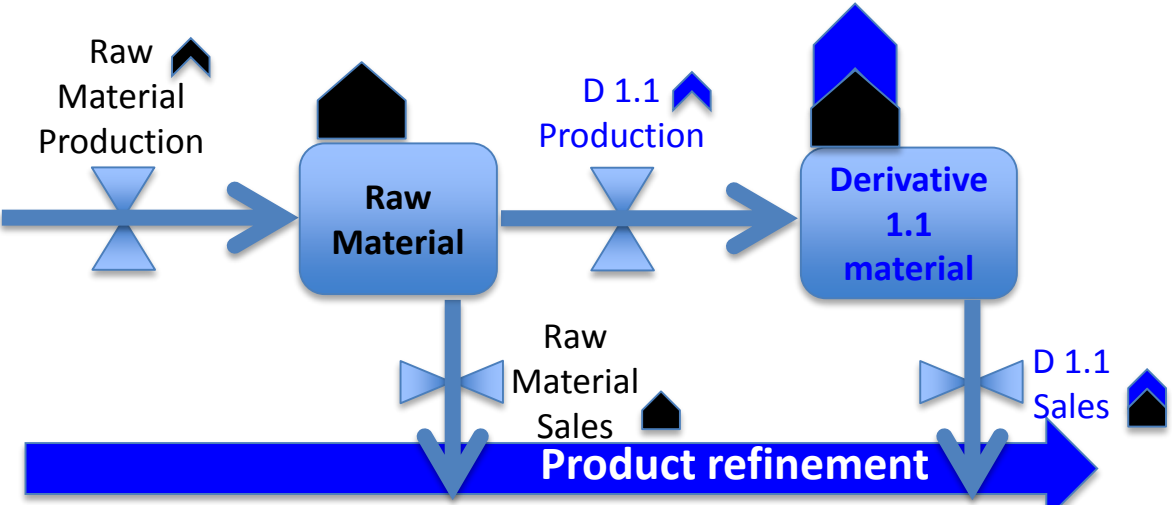 Raw
Material
Production
D 1.1
Production
Raw
Material
Derivative
1.1
material
Raw
Material
Sales
D 1.1
Sales
Product refinement